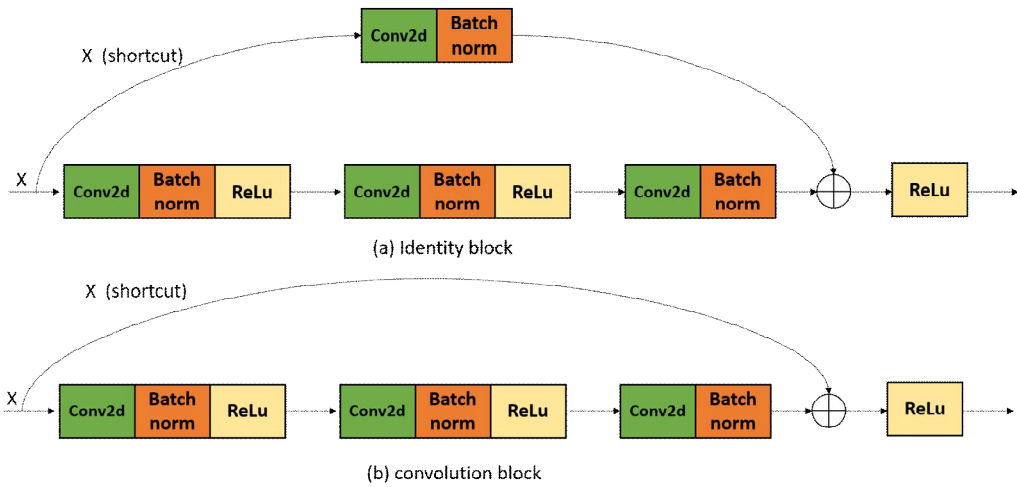 Conv2d Batch norm
X (shortcut)
X
Conv2d Batch norm ReLu Conv2d Batch norm ReLu Conv2d Batch norm ReLu
(a) Identity block
X (shortcut)
X
Conv2d Batch norm ReLu Conv2d Batch norm ReLu Conv2d Batch norm ReLu
(b) convolution block